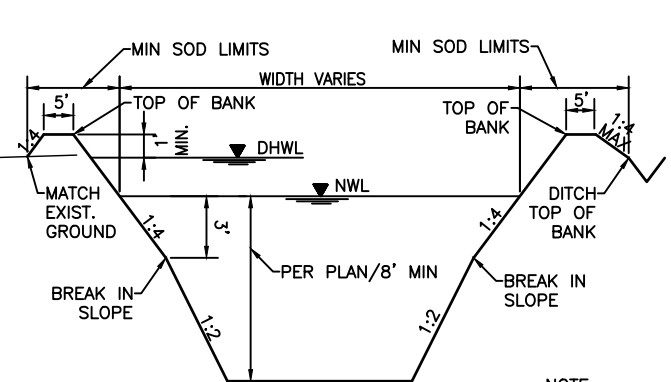 MIN SOD LIMITS
MIN SOD LIMITS
WIDTH VARIES
5'
TOP OF BANK
TOP OF
BANK
5'
1:4
MAX
1:4
1'
MIN.
DHWL
NWL
MATCH
EXIST.
GROUND
1:4
3'
1:4
DITCH
TOP OF
BANK
PER PLAN/8' MIN
BREAK IN
SLOPE
BREAK IN
SLOPE
1:2
1:2